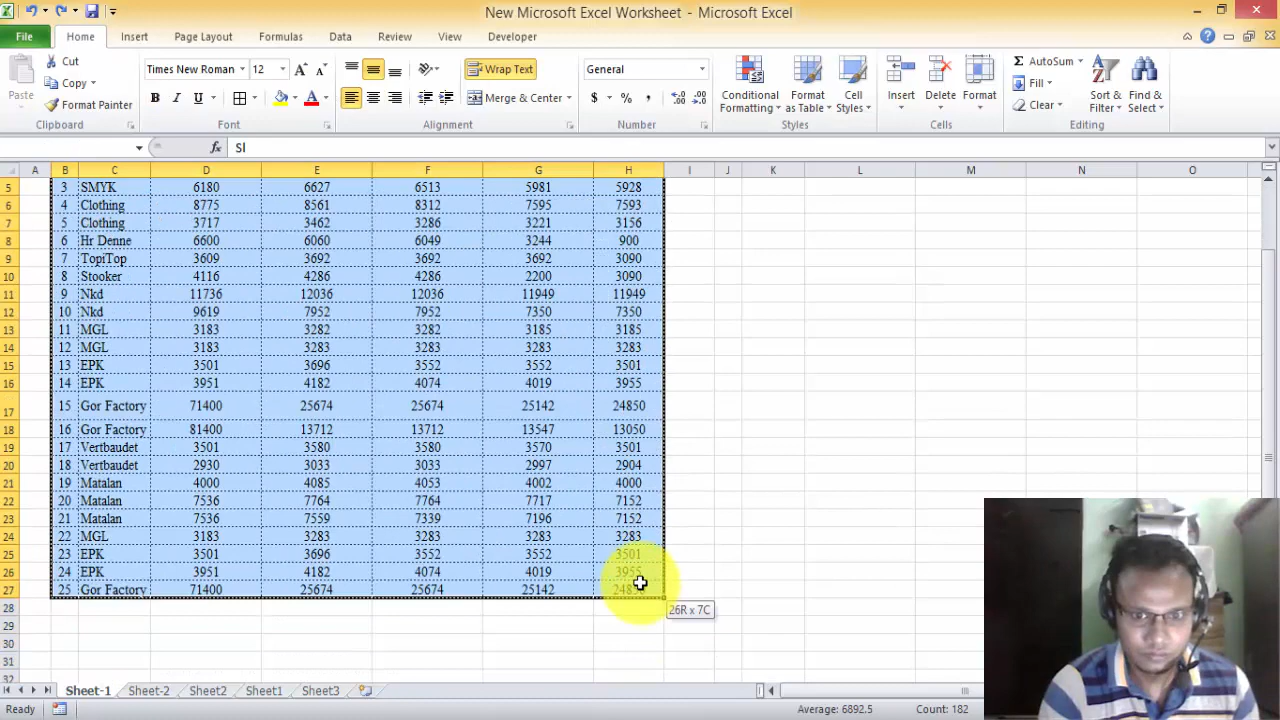 New Microsoft Excel Worksheet - Microsoft Excel
File Home Insert Page Layout Formulas Data Review View Developer
Paste Cut Copy Format Painter Clipboard
Times New Roman 12 A A B I U A Font
Wrap Text Merge & Center Alignment
General $ % , Number
Conditional Formatting Format as Table Cell Styles Styles
Insert Delete Format Cells
Σ AutoSum Fill Clear Sort & Filter Find & Select Editing
fx Sl
A B C D E F G H I J K L M N O
5 3 SMYK 6180 6627 6513 5981 5928
6 4 Clothing 8775 8561 8312 7595 7593
7 5 Clothing 3717 3462 3286 3221 3156
8 6 Hr Denne 6600 6060 6049 3244 900
9 7 TopiTop 3609 3692 3692 3692 3090
10 8 Stooker 4116 4286 4286 2200 3090
11 9 Nkd 11736 12036 12036 11949 11949
12 10 Nkd 9619 7952 7952 7350 7350
13 11 MGL 3183 3282 3282 3185 3185
14 12 MGL 3183 3283 3283 3283 3283
15 13 EPK 3501 3696 3552 3552 3501
16 14 EPK 3951 4182 4074 4019 3955
17 15 Gor Factory 71400 25674 25674 25142 24850
18 16 Gor Factory 81400 13712 13712 13547 13050
19 17 Vertbaudet 3501 3580 3580 3570 3501
20 18 Vertbaudet 2930 3033 3033 2997 2904
21 19 Matalan 4000 4085 4053 4002 4000
22 20 Matalan 7536 7764 7764 7717 7152
23 21 Matalan 7536 7559 7339 7196 7152
24 22 MGL 3183 3283 3283 3283 3283
25 23 EPK 3501 3696 3552 3552 3501
26 24 EPK 3951 4182 4074 4019 3955
27 25 Gor Factory 71400 25674 25674 25142 24850
28
26R x 7C
29
30
31
32
Sheet-1 Sheet-2 Sheet2 Sheet1 Sheet3
Ready Average: 6892.5 Count: 182